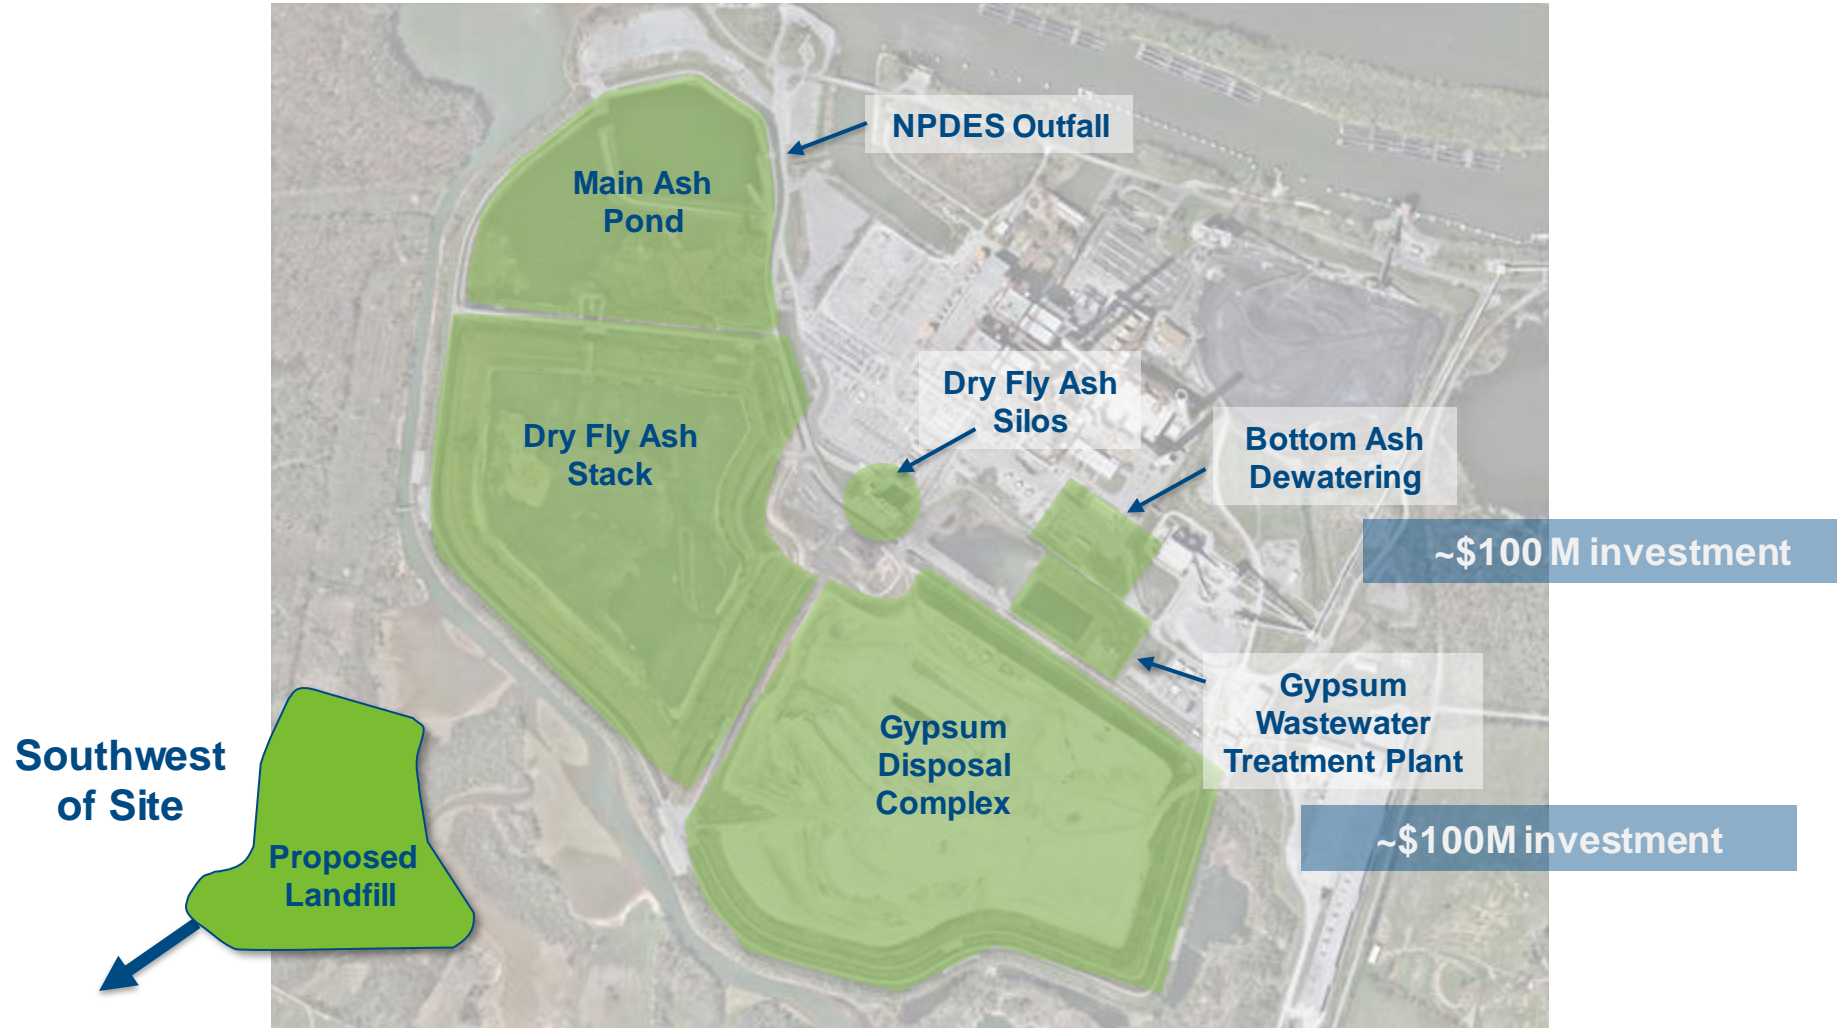 NPDES Outfall
Main Ash
Pond
Dry Fly Ash
Silos
Dry Fly Ash
Stack
Bottom Ash
Dewatering
~$100 M investment
Gypsum
Wastewater
Treatment Plant
Gypsum
Disposal
Complex
Southwest
of Site
~$100M investment
Proposed
Landfill